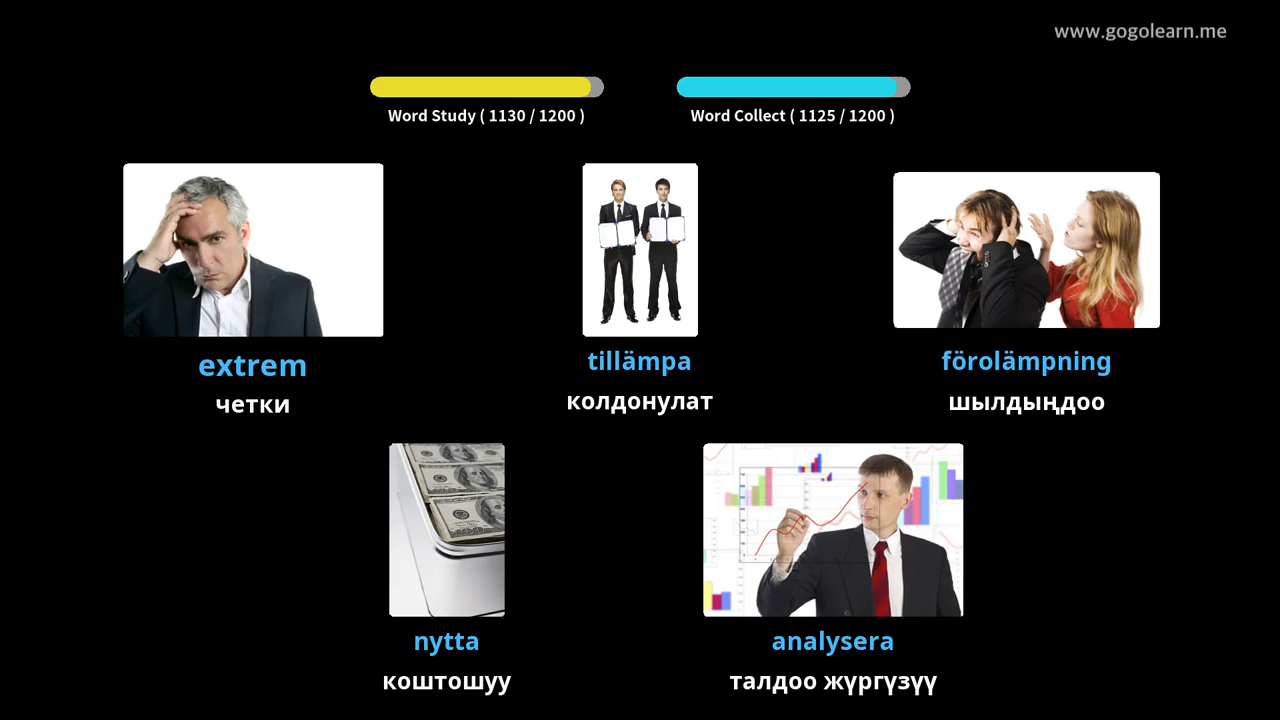 www.gogolearn.me
Word Study ( 1130 / 1200 )
Word Collect ( 1125 / 1200 )
extrem
четки
tillämpa
колдонулат
förolämpning
шылдыңдоо
nytta
коштошуу
analysera
талдоо жүргүзүү